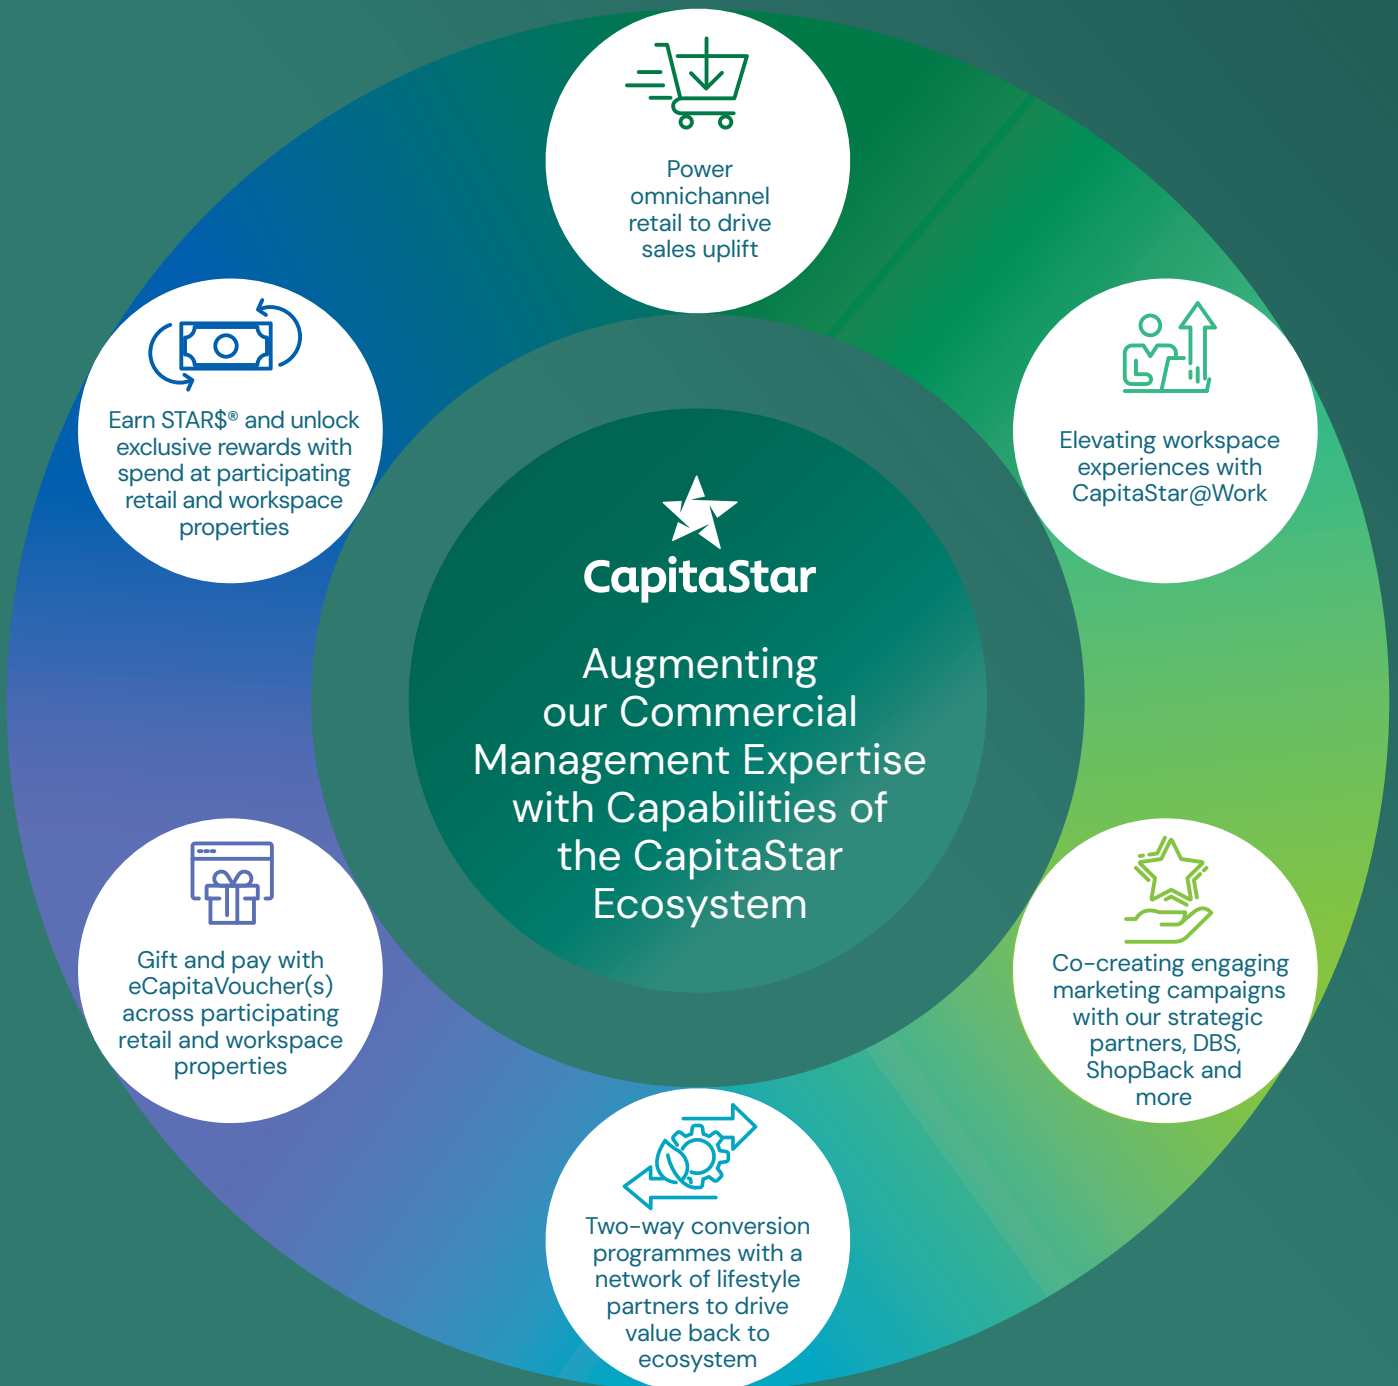 Power
omnichannel
retail to drive
sales uplift
Earn STAR$® and unlock
exclusive rewards with
spend at participating
retail and workspace
properties
Elevating workspace
experiences with
CapitaStar@Work
CapitaStar
Augmenting
our Commercial
Management Expertise
with Capabilities of
the CapitaStar
Ecosystem
Gift and pay with
eCapitaVoucher(s)
across participating
retail and workspace
properties
Co-creating engaging
marketing campaigns
with our strategic
partners, DBS,
ShopBack and
more
Two-way conversion
programmes with a
network of lifestyle
partners to drive
value back to
ecosystem